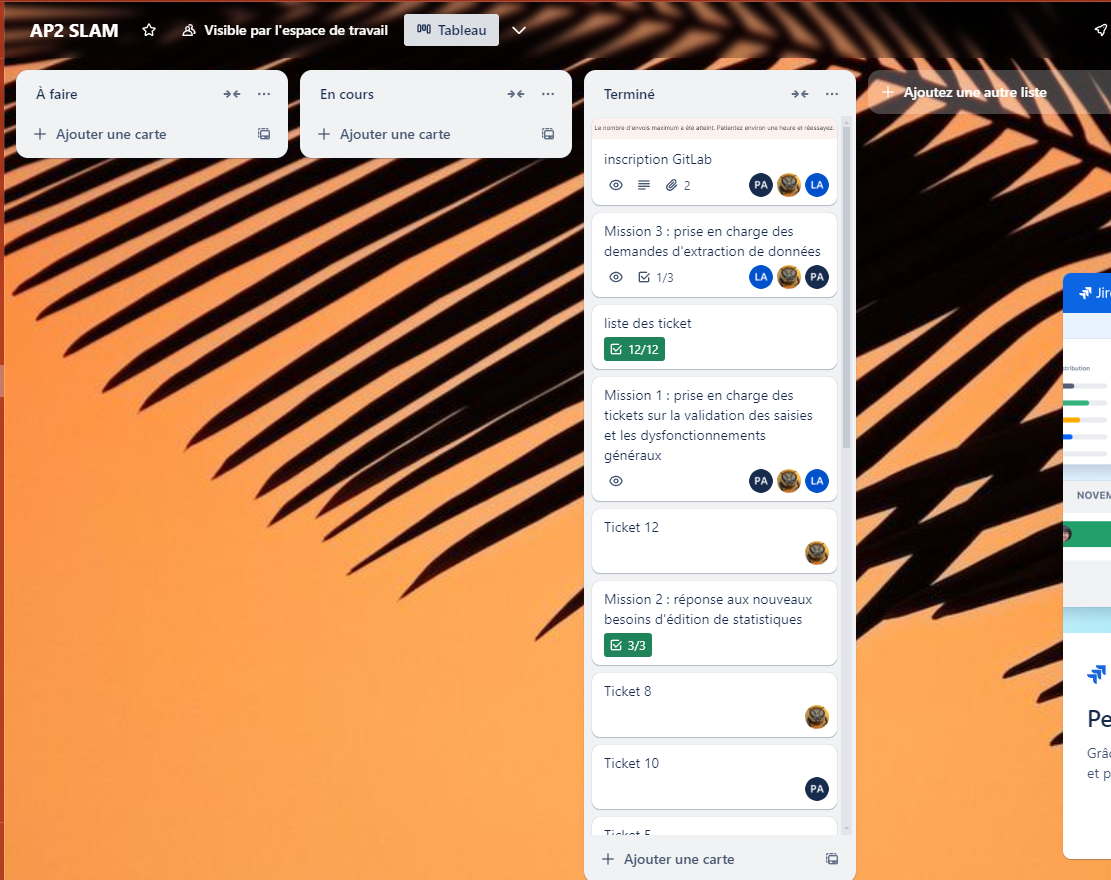 AP2 SLAM
Visible par l'espace de travail
Tableau
À faire
Ajouter une carte
En cours
Ajouter une carte
Terminé
Le nombre d'envois maximum a été atteint. Patientez environ une heure et réessayez.
inscription GitLab
2
PA
LA
Mission 3 : prise en charge des
demandes d'extraction de données
1/3
LA
PA
liste des ticket
12/12
Mission 1 : prise en charge des
tickets sur la validation des saisies
et les dysfonctionnements
généraux
PA
LA
Ticket 12
Mission 2 : réponse aux nouveaux
besoins d'édition de statistiques
3/3
Ticket 8
Ticket 10
PA
Ticket 5
Ajouter une carte
Ajoutez une autre liste
Jir
tribution
NOVEM
Pe
Grâc
et p